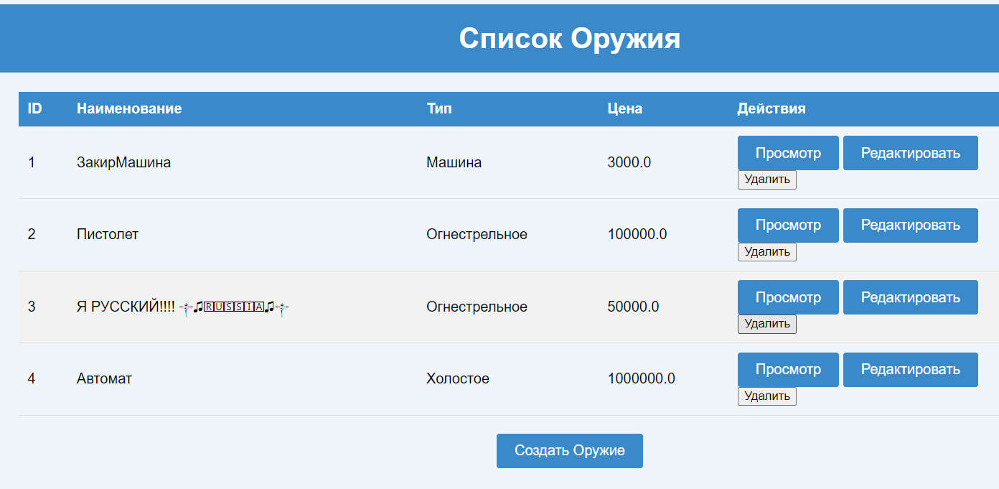 Список Оружия
ID Наименование Тип Цена Действия
1 ЗакирМашина Машина 3000.0 Просмотр Редактировать
Удалить
2 Пистолет Огнестрельное 100000.0 Просмотр Редактировать
Удалить
3 Я РУССКИЙ!!!! -༒-♫🅁🅄🅂🅂🄸🄰♫-༒- Огнестрельное 50000.0 Просмотр Редактировать
Удалить
4 Автомат Холостое 1000000.0 Просмотр Редактировать
Удалить
Создать Оружие